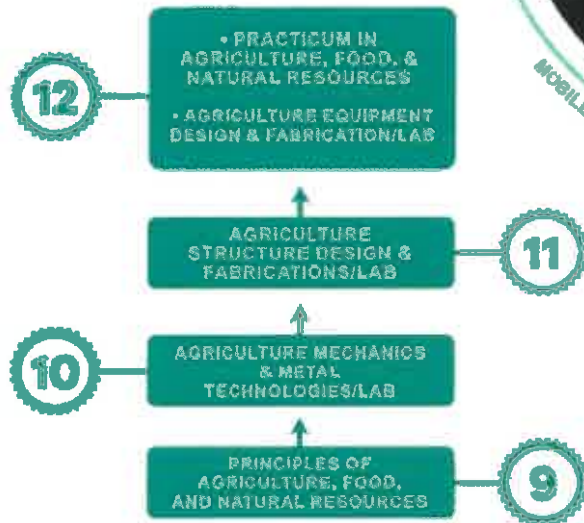 • PRACTICUM IN
AGRICULTURE, FOOD, &
NATURAL RESOURCES
• AGRICULTURE EQUIPMENT
DESIGN & FABRICATION/LAB
12
MOBILE
AGRICULTURE
STRUCTURE DESIGN &
FABRICATIONS/LAB
11
AGRICULTURE MECHANICS
& METAL
TECHNOLOGIES/LAB
10
PRINCIPLES OF
AGRICULTURE, FOOD,
AND NATURAL RESOURCES
9